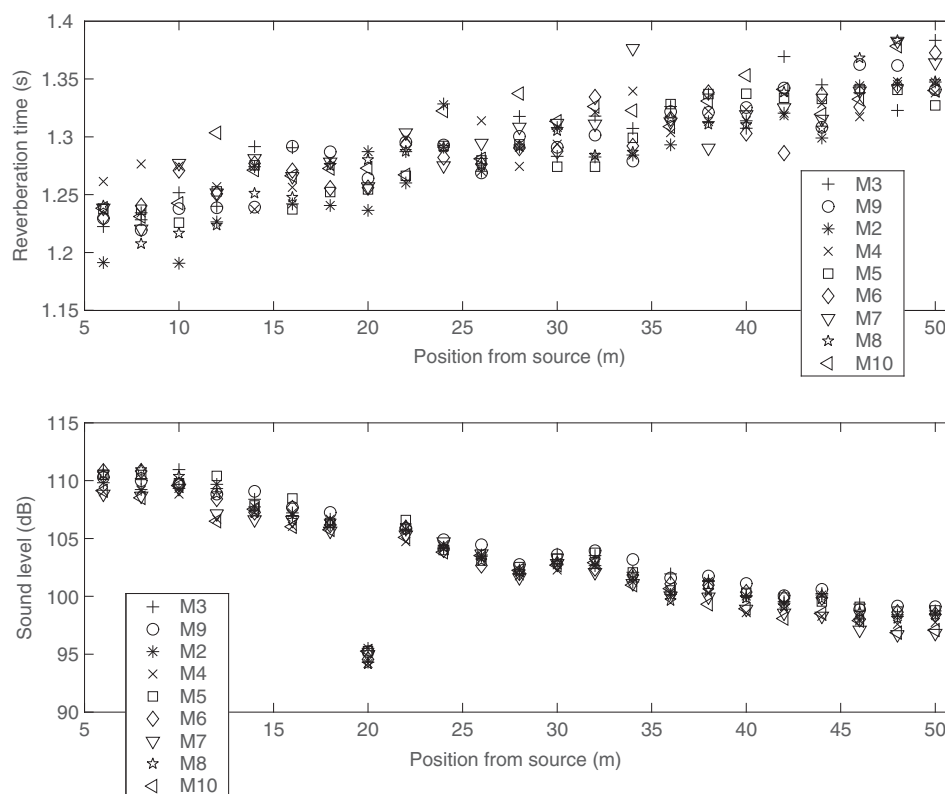 1.4
1.35
1.3
1.25
1.2
1.15
Reverberation time (s)
5 10 15 20 25 30 35 40 45 50
Position from source (m)
M3
M9
M2
M4
M5
M6
M7
M8
M10
115
110
105
100
95
90
Sound level (dB)
5 10 15 20 25 30 35 40 45 50
Position from source (m)
M3
M9
M2
M4
M5
M6
M7
M8
M10